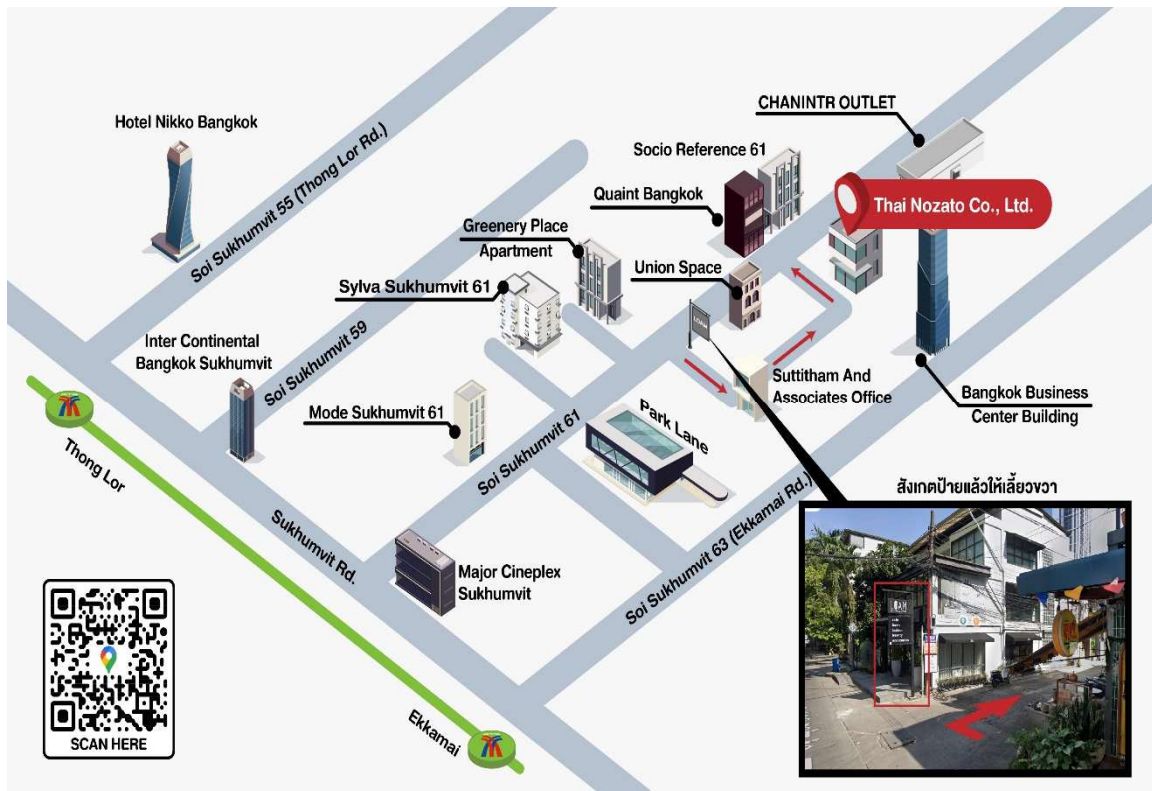 CHANINTR OUTLET
Hotel Nikko Bangkok
Socio Reference 61
Soi Sukhumvit 55 (Thong Lor Rd.)
Quaint Bangkok
Thai Nozato Co., Ltd.
Greenery Place
Apartment
Union Space
Sylva Sukhumvit 61
Inter Continental
Bangkok Sukhumvit
Soi Sukhumvit 59
Suttitham And
Associates Office
Bangkok Business
Center Building
Mode Sukhumvit 61
Park Lane
Soi Sukhumvit 61
Thong Lor
สังเกตป้ายแล้วให้เลี้ยวขวา
Sukhumvit Rd.
Soi Sukhumvit 63 (Ekkamai Rd.)
Major Cineplex
Sukhumvit
Ekkamai
SCAN HERE